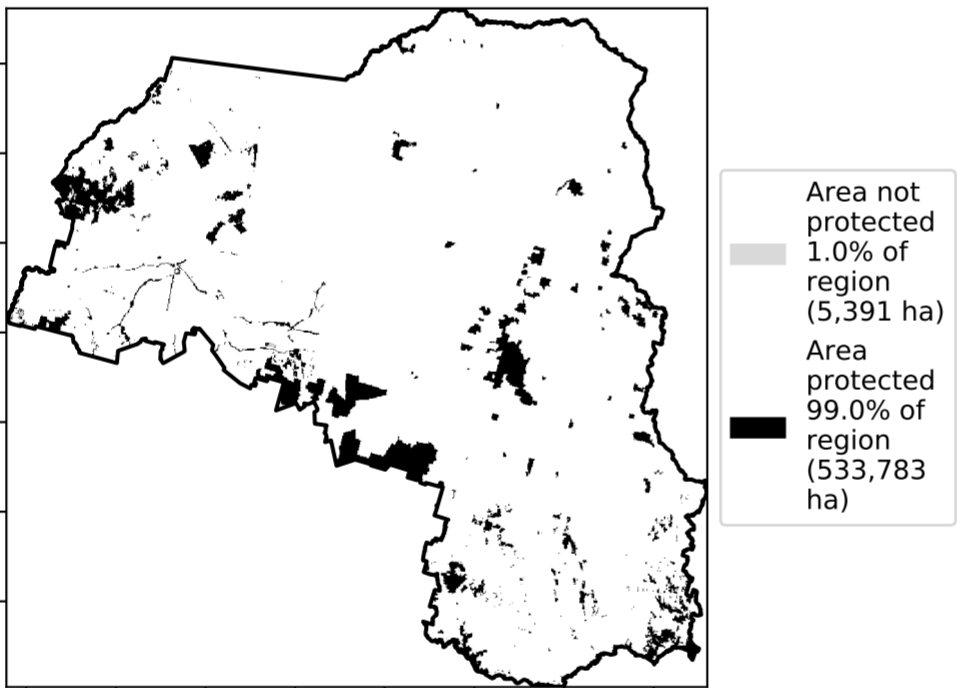 Area not
protected
1.0% of
region
(5,391 ha)
Area
protected
99.0% of
region
(533,783
ha)